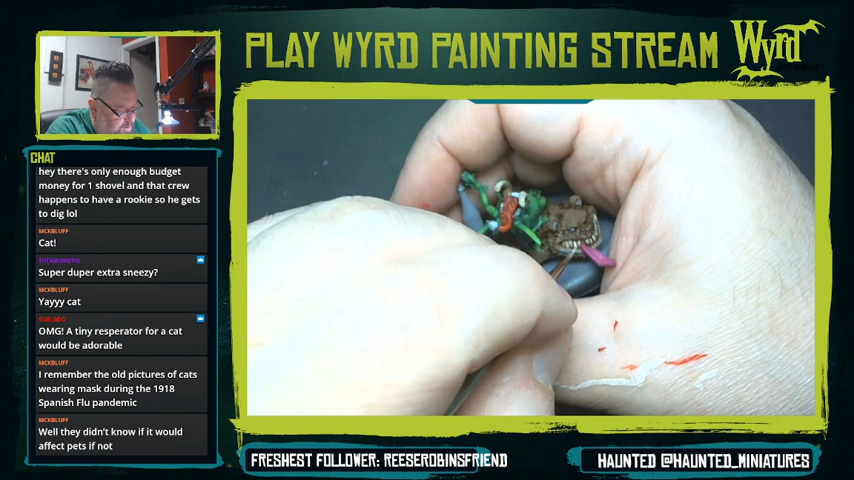 PLAY WYRD PAINTING STREAM
Wyrd
CHAT
hey there's only enough budget
money for 1 shovel and that crew
happens to have a rookie so he gets
to dig lol
MCKBLUFF
Cat!
Super duper extra sneezy?
MCKBLUFF
Yayyy cat
OMG! A tiny resperator for a cat
would be adorable
MCKBLUFF
I remember the old pictures of cats
wearing mask during the 1918
Spanish Flu pandemic
MCKBLUFF
Well they didn't know if it would
affect pets if not
FRESHEST FOLLOWER: REESEROBINSFRIEND
HAUNTED @HAUNTED_MINIATURES